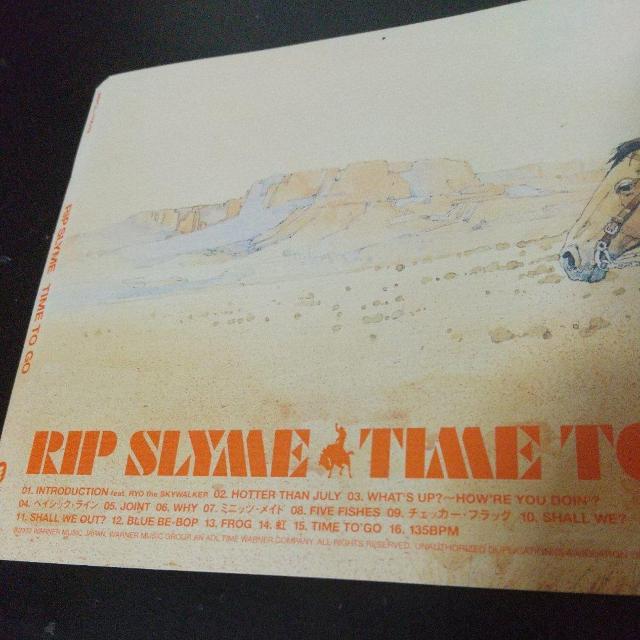 RIP SLYME TIME TO GO
RIP SLYME TIME TO
01. INTRODUCTION feat. RYO the SKYWALKER 02. HOTTER THAN JULY 03. WHAT'S UP?~HOW'RE YOU DOIN'?
04. ベイシック・ライン 05. JOINT 06. WHY 07. ミニッツ・メイド 08. FIVE FISHES 09. チェッカー・フラッグ 10. SHALL WE?
11. SHALL WE OUT? 12. BLUE BE-BOP 13. FROG 14. 虹 15. TIME TO GO 16. 135BPM
WARNER MUSIC JAPAN, WARNER MUSIC GROUP, AN AOL TIME WARNER COMPANY. ALL RIGHTS RESERVED. UNAUTHORIZED DUPLICATION IS A VIOLATION